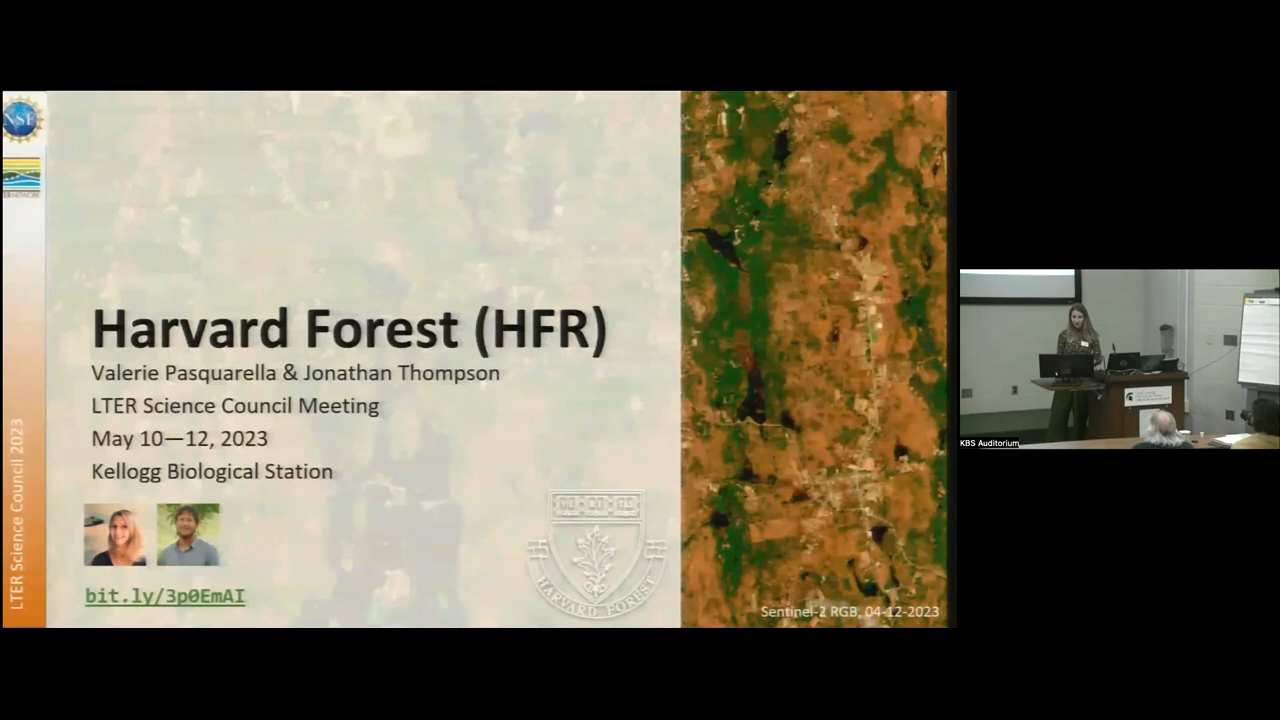 NSF
LTER Science Council 2023
Harvard Forest (HFR)
Valerie Pasquarella & Jonathan Thompson
LTER Science Council Meeting
May 10—12, 2023
Kellogg Biological Station
bit.ly/3p0EmAI
HARVARD FOREST
Sentinel-2 RGB, 04-12-2023
KBS Auditorium